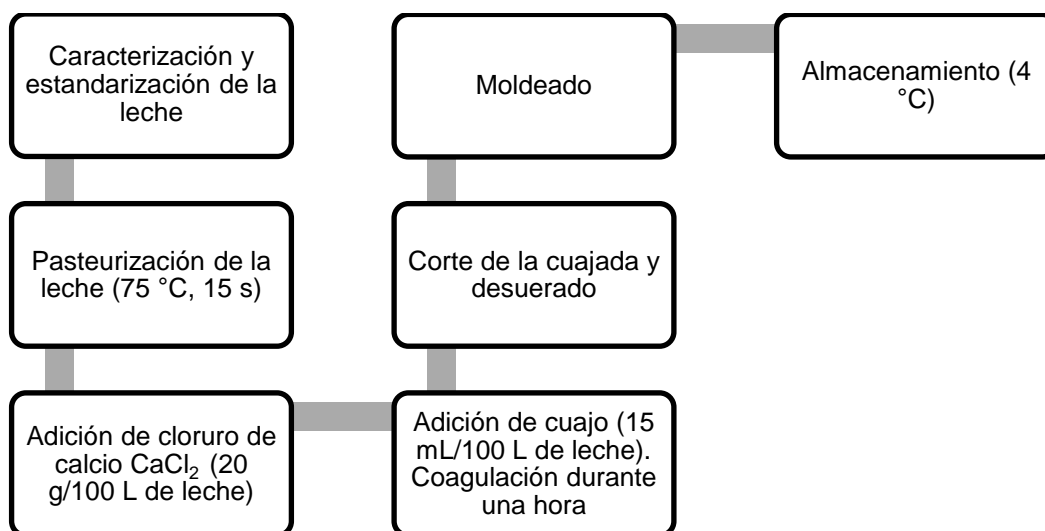 Caracterización y
estandarización de la
leche
Pasteurización de la
leche (75 °C, 15 s)
Adición de cloruro de
calcio CaCl₂ (20
g/100 L de leche)
Adición de cuajo (15
mL/100 L de leche).
Coagulación durante
una hora
Corte de la cuajada y
desuerado
Moldeado
Almacenamiento (4
°C)